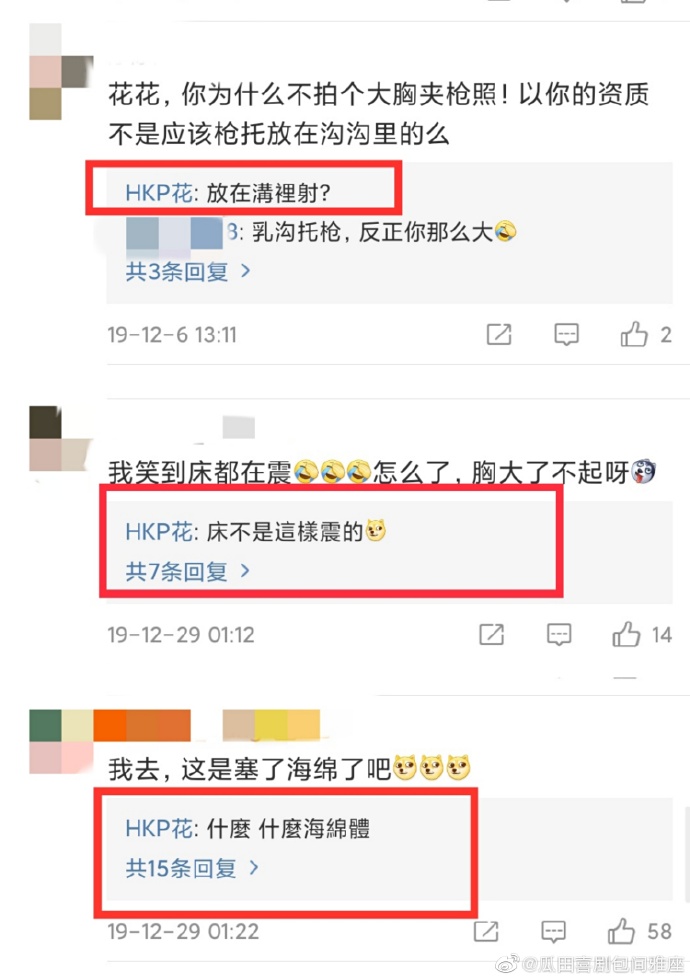 花花，你为什么不拍个大胸夹枪照！以你的资质
不是应该枪托放在沟沟里的么
HKP花: 放在溝裡射？
8: 乳沟托枪，反正你那么大
共3条回复 >
19-12-6 13:11
2
我笑到床都在震怎么了，胸大了不起呀
HKP花: 床不是這樣震的
共7条回复 >
19-12-29 01:12
14
我去，这是塞了海绵了吧
HKP花: 什麼 什麼海綿體
共15条回复 >
19-12-29 01:22
58
@瓜田喜剧包间雅座